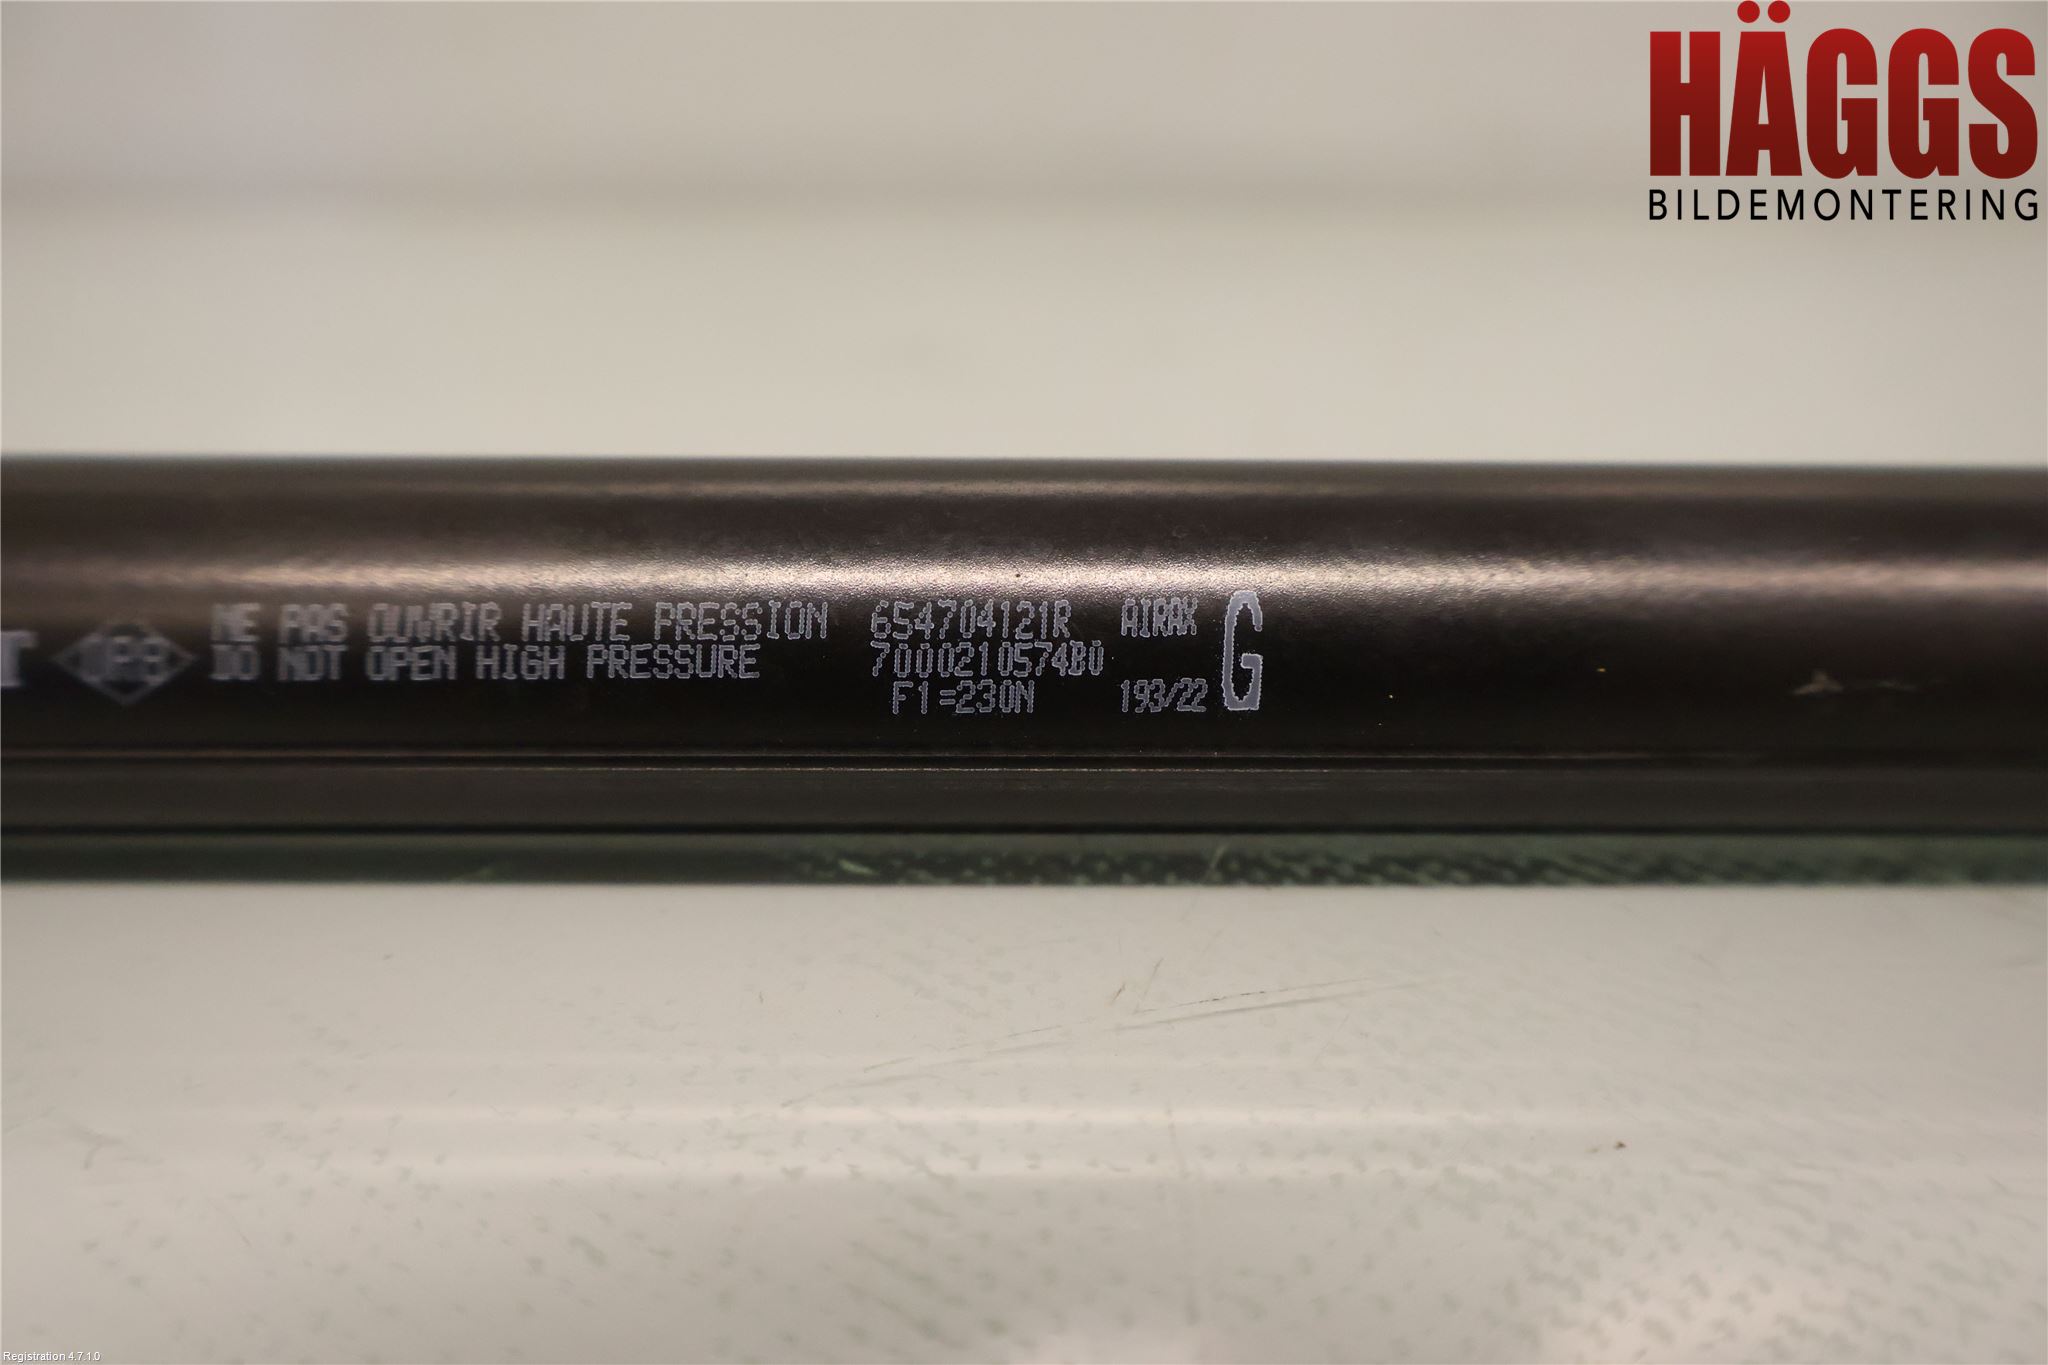 HÄGGS
BILDEMONTERING
NE PAS OUVRIR HAUTE PRESSION 654704121R AIRAX G
DO NOT OPEN HIGH PRESSURE 7000210574B0
F1=230N 193/22
Registration 4.7.1.0